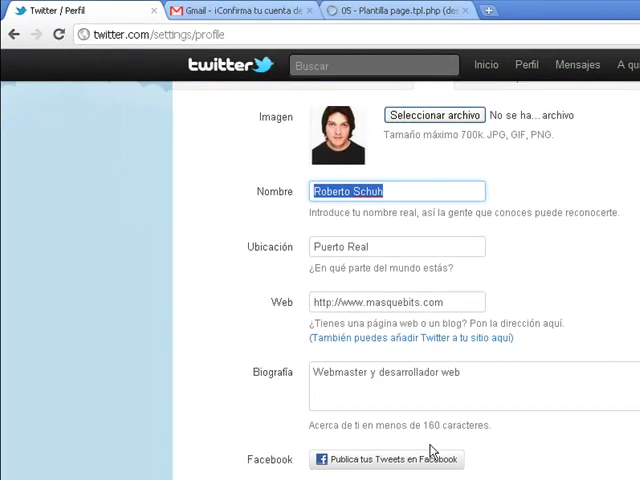 Twitter / Perfil
Gmail - ¡Confirma tu cuenta de
05 - Plantilla page.tpl.php (des
twitter.com/settings/profile
twitter
Buscar
Inicio
Perfil
Mensajes
A qu
Imagen
Seleccionar archivo
No se ha... archivo
Tamaño máximo 700k. JPG, GIF, PNG.
Nombre
Roberto Schuh
Introduce tu nombre real, así la gente que conoces puede reconocerte.
Ubicación
Puerto Real
¿En qué parte del mundo estás?
Web
http://www.masquebits.com
¿Tienes una página web o un blog? Pon la dirección aquí.
(También puedes añadir Twitter a tu sitio aquí)
Biografía
Webmaster y desarrollador web
Acerca de ti en menos de 160 caracteres.
Facebook
Publica tus Tweets en Facebook